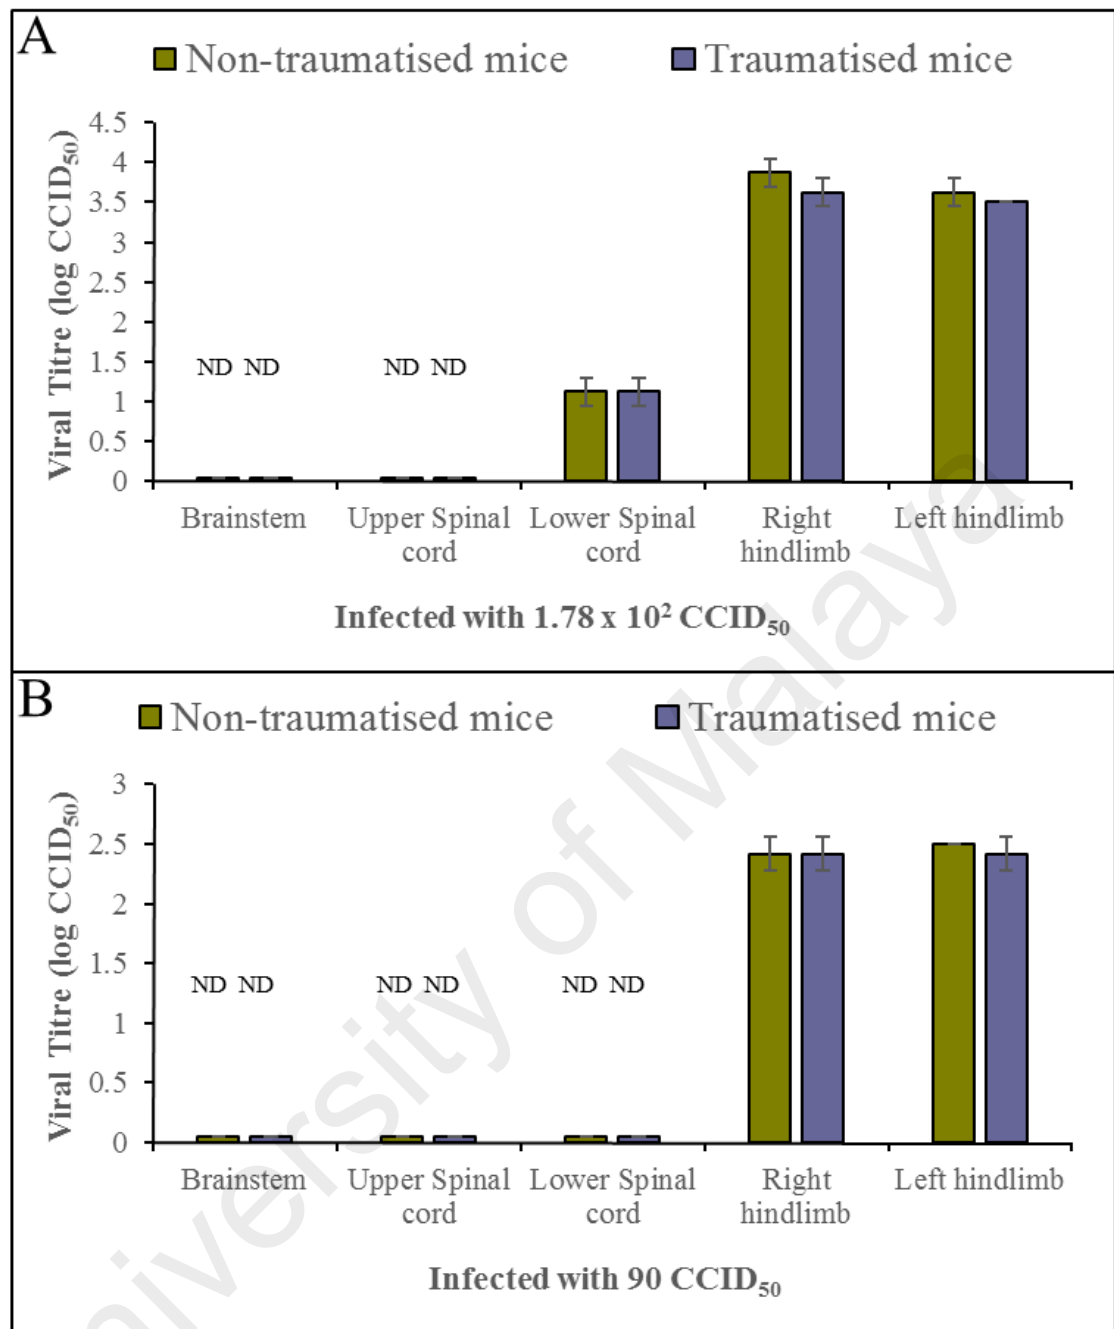 A
Non-traumatised mice Traumatised mice
Viral Titre (log CCID₅₀)
4.5
4
3.5
3
2.5
2
1.5
1
0.5
0
ND ND ND ND
Brainstem Upper Spinal cord Lower Spinal cord Right hindlimb Left hindlimb
Infected with 1.78 x 10² CCID₅₀
B
Non-traumatised mice Traumatised mice
Viral Titre (log CCID₅₀)
3
2.5
2
1.5
1
0.5
0
ND ND ND ND ND ND
Brainstem Upper Spinal cord Lower Spinal cord Right hindlimb Left hindlimb
Infected with 90 CCID₅₀
University of Malaya